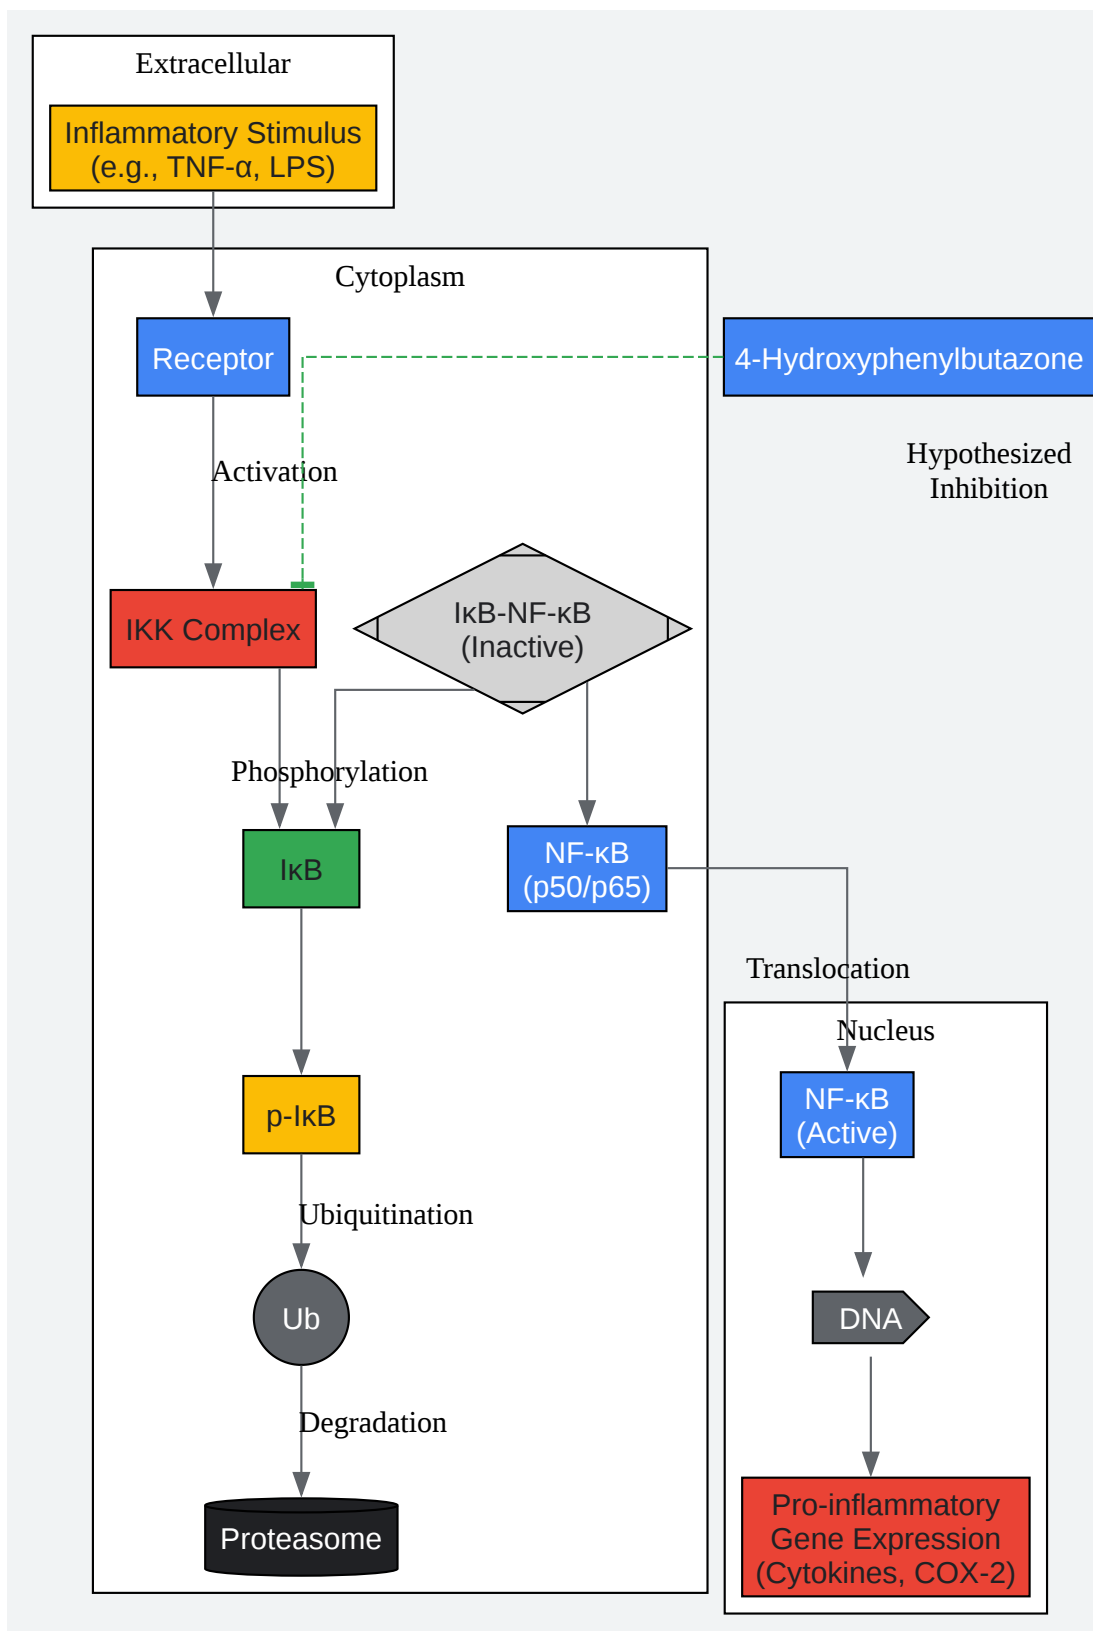 Extracellular
Inflammatory Stimulus
(e.g., TNF-α, LPS)
Cytoplasm
Receptor
4-Hydroxyphenylbutazone
Activation
Hypothesized
Inhibition
IKK Complex
IκB-NF-κB
(Inactive)
Phosphorylation
IκB
NF-κB
(p50/p65)
Translocation
Nucleus
p-IκB
NF-κB
(Active)
Ubiquitination
Ub
DNA
Degradation
Proteasome
Pro-inflammatory
Gene Expression
(Cytokines, COX-2)